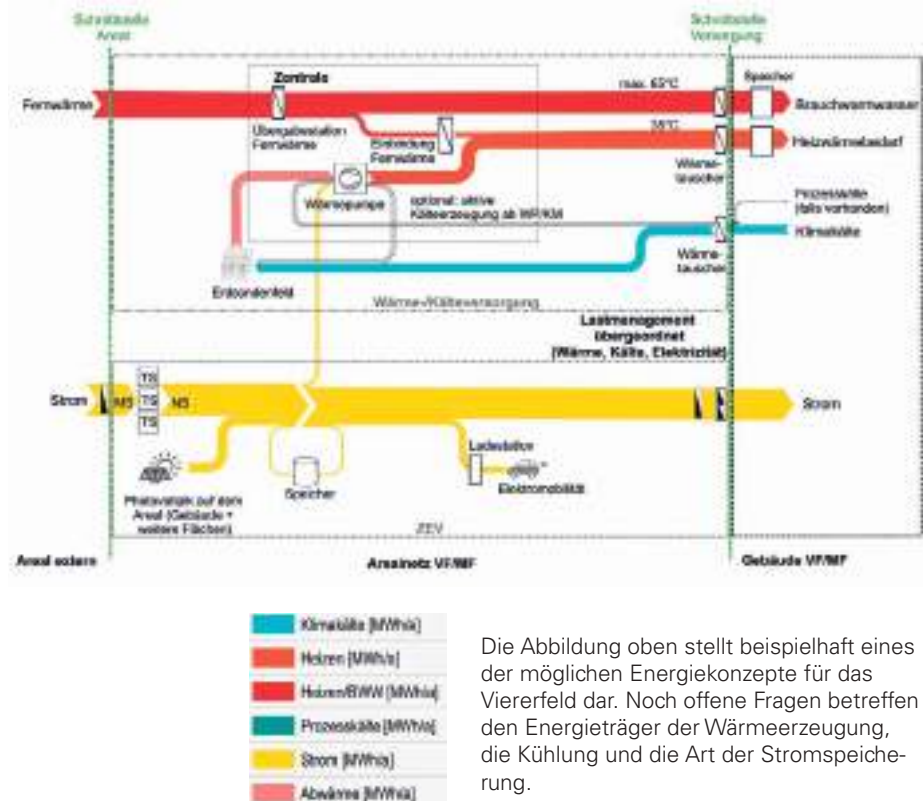 Schnittstelle
Areal
Schnittstelle
Versorgung
Zentrale
max. 65°C
Speicher
Fernwärme
Brauchwarmwasser
Übergabestation
Fernwärme
Einbindung
Fernwärme
38°C
Heizwärmebedarf
Wärme-
tauscher
Wärmepumpe
optional: aktive
Kälteerzeugung ab WP/KM
Prozesskälte
(falls vorhanden)
Klimakälte
Wärme-
tauscher
Erdsondenfeld
Wärme-/Kälteversorgung
Lastmanagement
übergeordnet
(Wärme, Kälte, Elektrizität)
Strom
MS
TS
TS
TS
NS
Strom
Ladestation
Speicher
Elektromobilität
Photovoltaik auf dem
Areal (Gebäude +
weitere Flächen)
ZEV
Areal extern
Arealnetz VF/MF
Gebäude VF/MF
Klimakälte [MWh/a]
Heizen [MWh/a]
Heizen/BWW [MWh/a]
Prozesskälte [MWh/a]
Strom [MWh/a]
Abwärme [MWh/a]
Die Abbildung oben stellt beispielhaft eines
der möglichen Energiekonzepte für das
Viererfeld dar. Noch offene Fragen betreffen
den Energieträger der Wärmeerzeugung,
die Kühlung und die Art der Stromspeiche-
rung.